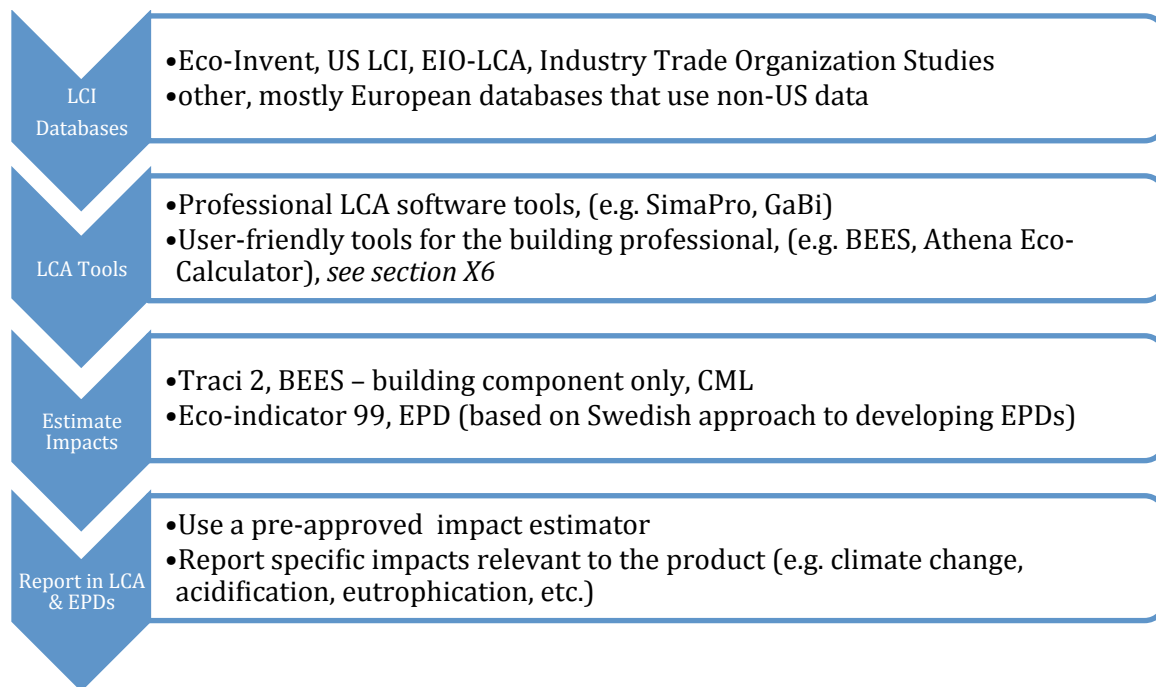 LCI
Databases
•Eco-Invent, US LCI, EIO-LCA, Industry Trade Organization Studies
•other, mostly European databases that use non-US data
LCA Tools
•Professional LCA software tools, (e.g. SimaPro, GaBi)
•User-friendly tools for the building professional, (e.g. BEES, Athena Eco-
Calculator), see section X6
Estimate
Impacts
•Traci 2, BEES – building component only, CML
•Eco-indicator 99, EPD (based on Swedish approach to developing EPDs)
Report in LCA
& EPDs
•Use a pre-approved  impact estimator
•Report specific impacts relevant to the product (e.g. climate change,
acidification, eutrophication, etc.)